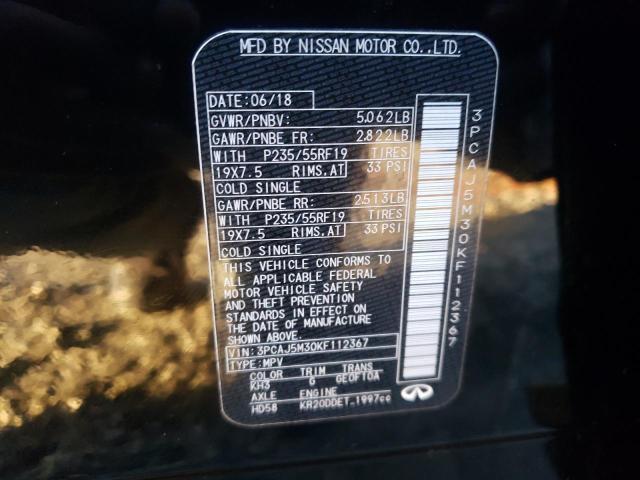 MFD BY NISSAN MOTOR CO.,LTD.
DATE:06/18
GVWR/PNBV: 5.062LB
GAWR/PNBE FR: 2.822LB
WITH P235/55RF19 TIRES
19X7.5 RIMS,AT 33 PSI
COLD SINGLE
GAWR/PNBE RR: 2.513LB
WITH P235/55RF19 TIRES
19X7.5 RIMS,AT 33 PSI
COLD SINGLE
THIS VEHICLE CONFORMS TO
ALL APPLICABLE FEDERAL
MOTOR VEHICLE SAFETY
AND THEFT PREVENTION
STANDARDS IN EFFECT ON
THE DATE OF MANUFACTURE
SHOWN ABOVE.
VIN: 3PCAJ5M30KF112367
TYPE: MPV
COLOR TRIM TRANS
KH3 G GE0F10A
AXLE ENGINE
HD58 KR20DDET 1997cc
3PCAJ5M30KF112367